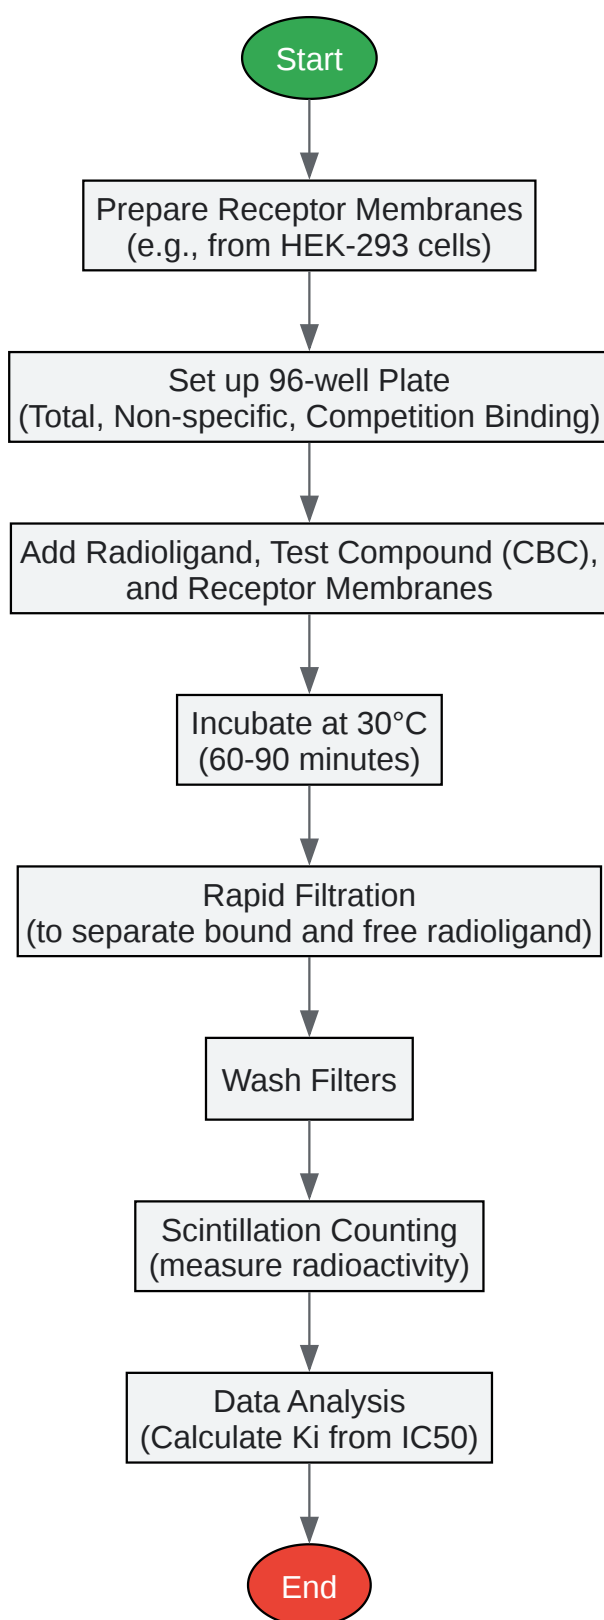 Start
Prepare Receptor Membranes
(e.g., from HEK-293 cells)
Set up 96-well Plate
(Total, Non-specific, Competition Binding)
Add Radioligand, Test Compound (CBC),
and Receptor Membranes
Incubate at 30°C
(60-90 minutes)
Rapid Filtration
(to separate bound and free radioligand)
Wash Filters
Scintillation Counting
(measure radioactivity)
Data Analysis
(Calculate Ki from IC50)
End